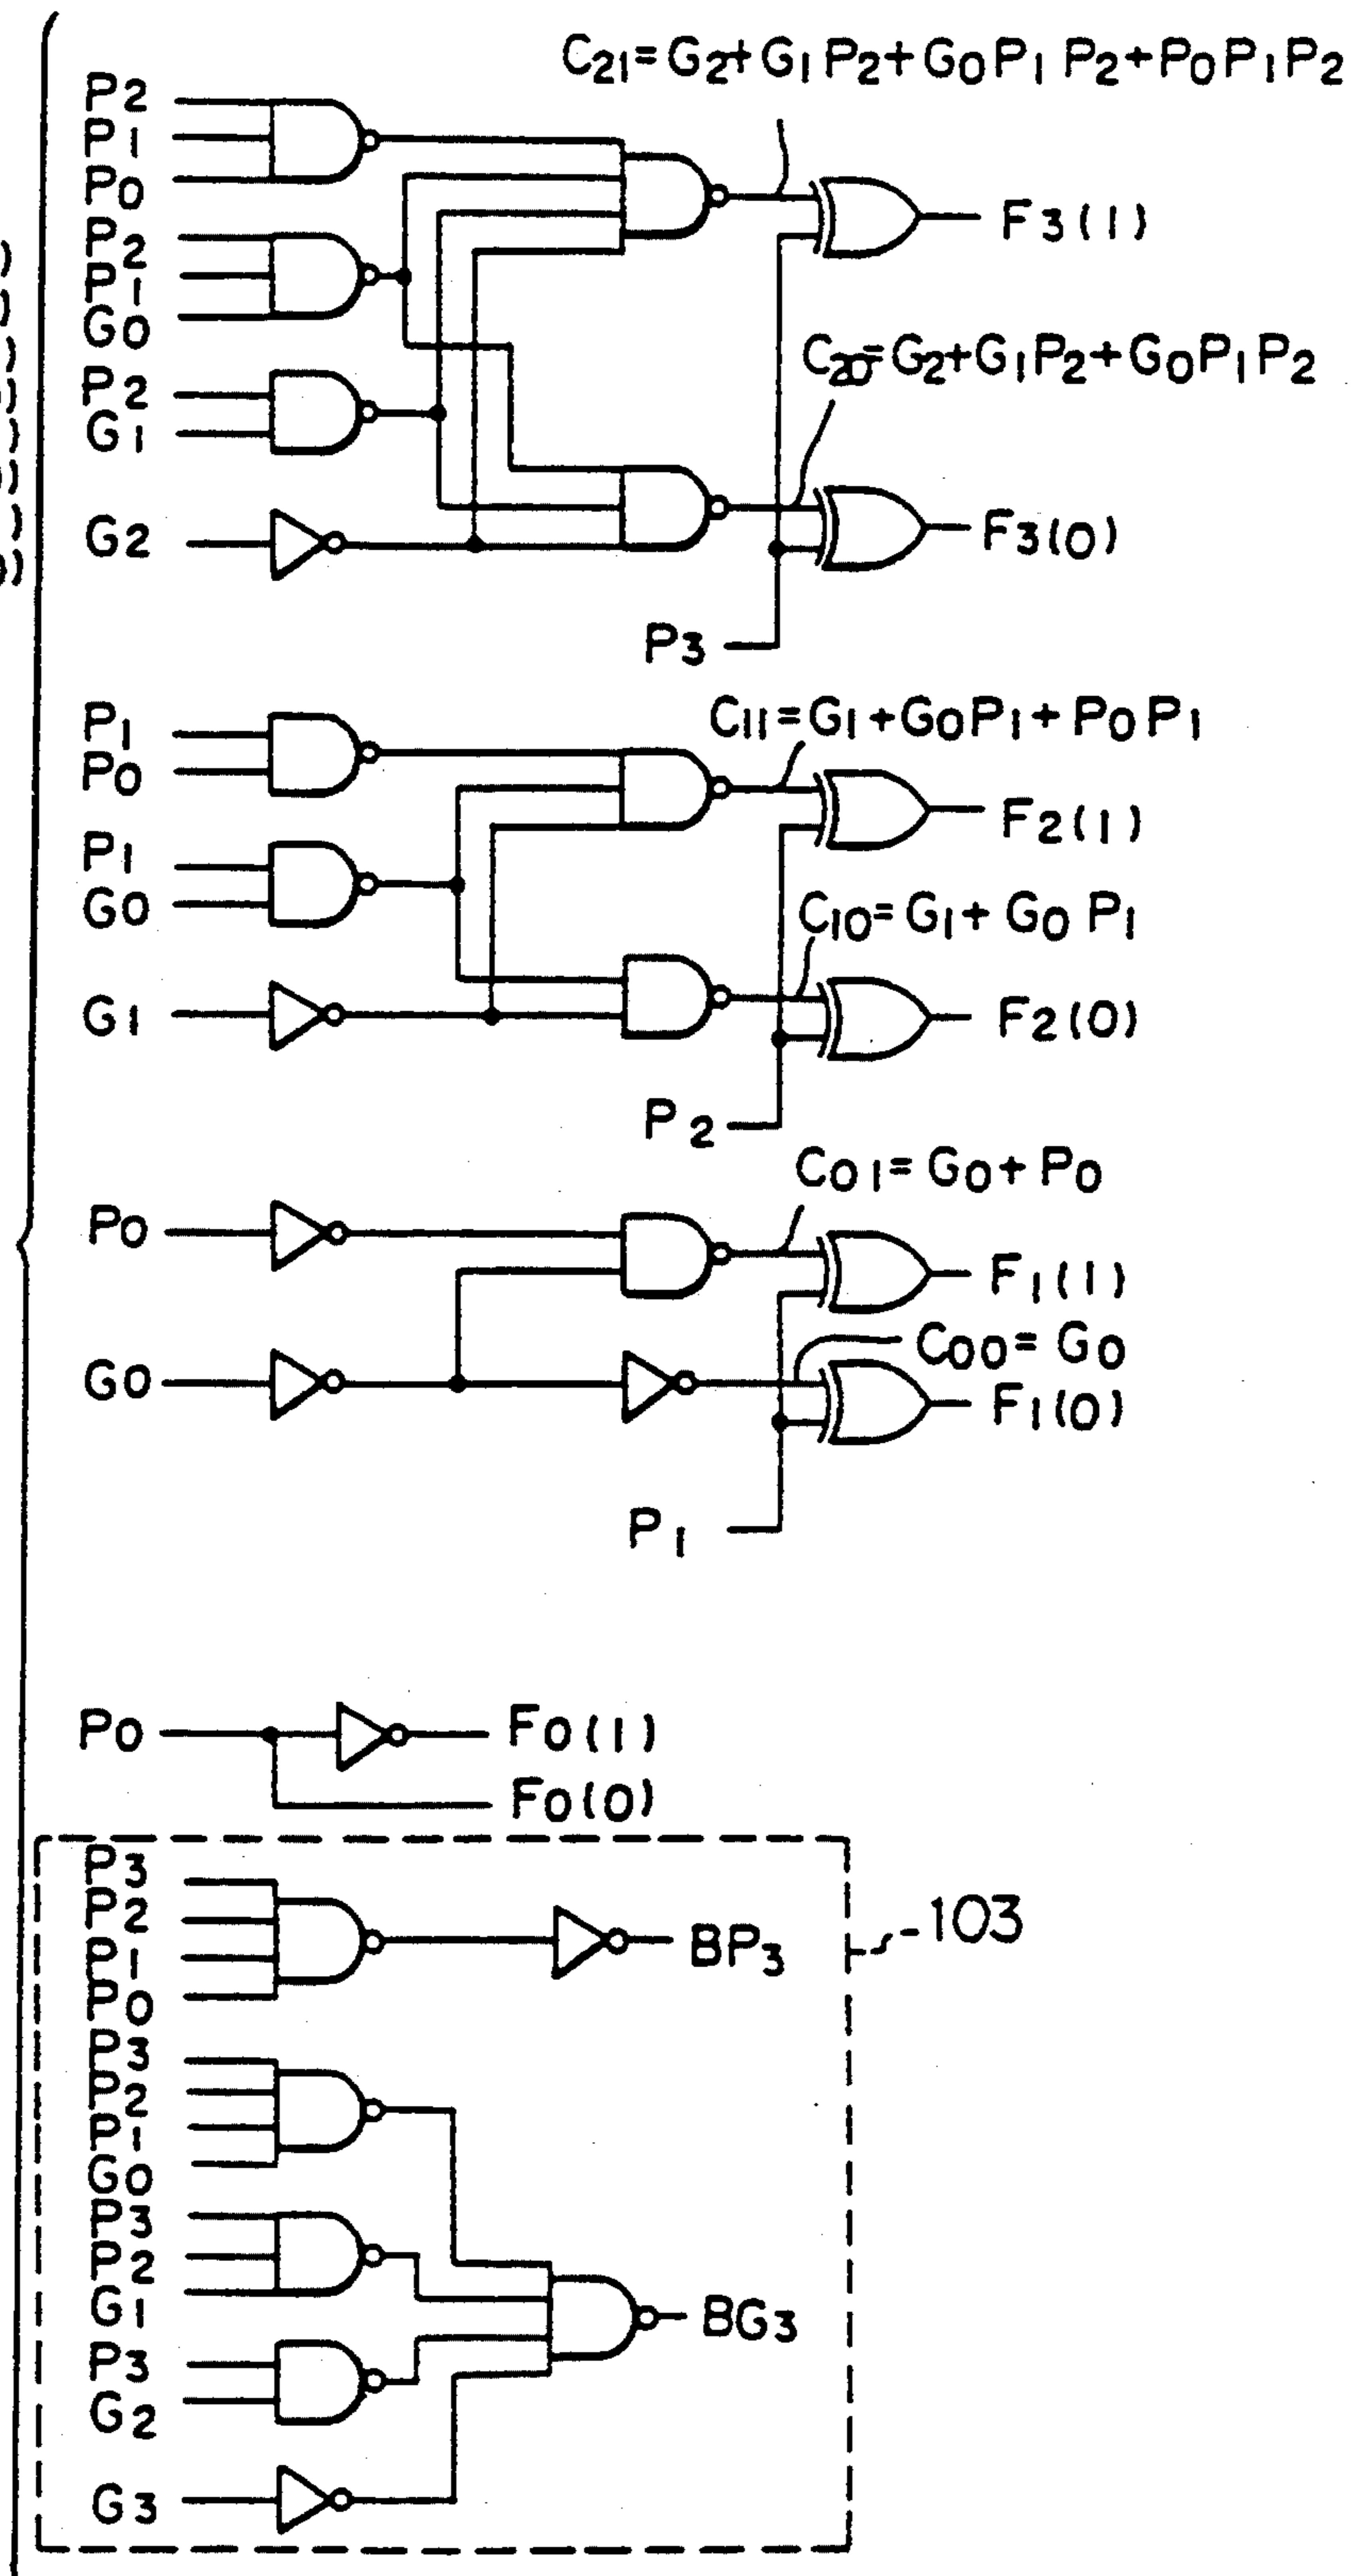 C21=G2+G1P2+G0P1P2+P0P1P2
P2
P1
P0
F3(1)
P2
P1
G0
C20=G2+G1P2+G0P1P2
P2
G1
G2
F3(0)
P3
C11=G1+G0P1+P0P1
P1
P0
F2(1)
P1
G0
C10=G1+G0P1
G1
F2(0)
P2
C01=G0+P0
P0
F1(1)
C00=G0
G0
F1(0)
P1
P0
F0(1)
F0(0)
P3
P2
P1
P0
BP3
103
P3
P2
P1
G0
P3
P2
G1
BG3
P3
G2
G3